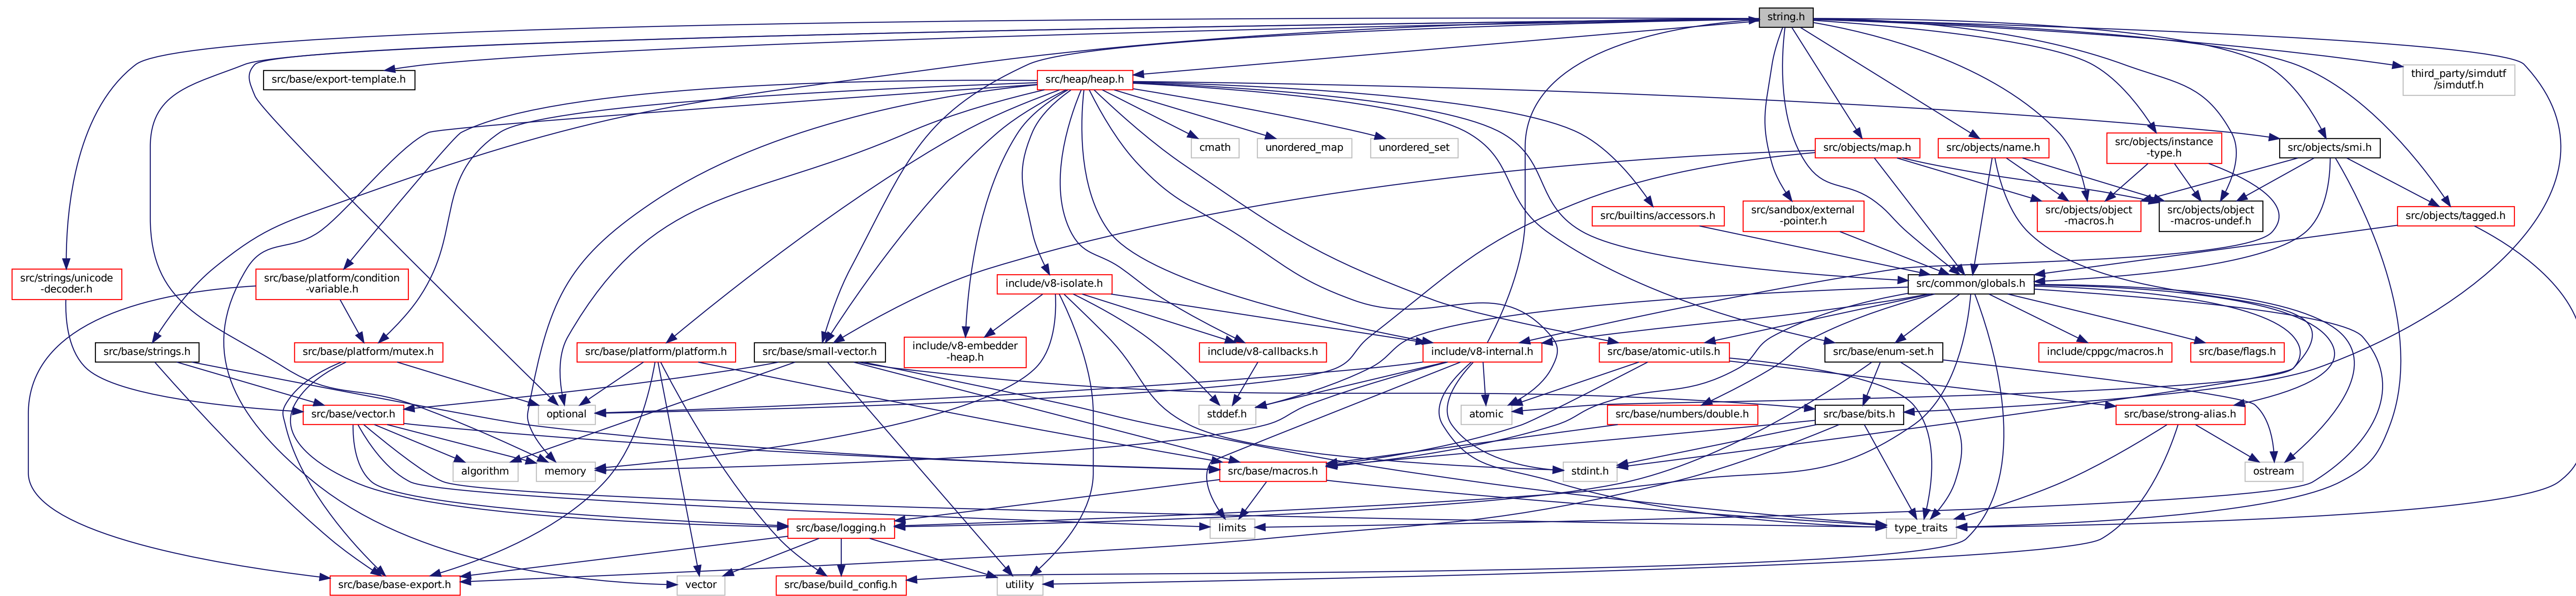 string.h
src/base/export-template.h
src/heap/heap.h
third_party/simdutf
/simdutf.h
cmath
unordered_map
unordered_set
src/objects/map.h
src/objects/name.h
src/objects/instance
-type.h
src/objects/smi.h
src/builtins/accessors.h
src/sandbox/external
-pointer.h
src/objects/object
-macros.h
src/objects/object
-macros-undef.h
src/objects/tagged.h
src/strings/unicode
-decoder.h
src/base/platform/condition
-variable.h
include/v8-isolate.h
src/common/globals.h
src/base/strings.h
src/base/platform/mutex.h
src/base/platform/platform.h
src/base/small-vector.h
include/v8-embedder
-heap.h
include/v8-callbacks.h
include/v8-internal.h
src/base/atomic-utils.h
src/base/enum-set.h
include/cppgc/macros.h
src/base/flags.h
src/base/vector.h
optional
stddef.h
atomic
src/base/numbers/double.h
src/base/bits.h
src/base/strong-alias.h
algorithm
memory
src/base/macros.h
stdint.h
ostream
src/base/logging.h
limits
type_traits
src/base/base-export.h
vector
src/base/build_config.h
utility